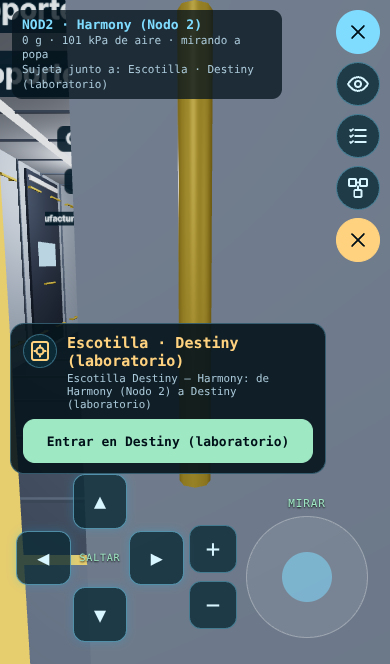 NOD2 · Harmony (Nodo 2)
0 g · 101 kPa de aire · mirando a
popa
Sujeta junto a: Escotilla · Destiny
(laboratorio)
Escotilla · Destiny
(laboratorio)
Escotilla Destiny — Harmony: de
Harmony (Nodo 2) a Destiny
(laboratorio)
Entrar en Destiny (laboratorio)
▲
◀ SALTAR ▶ +
▼ −
MIRAR